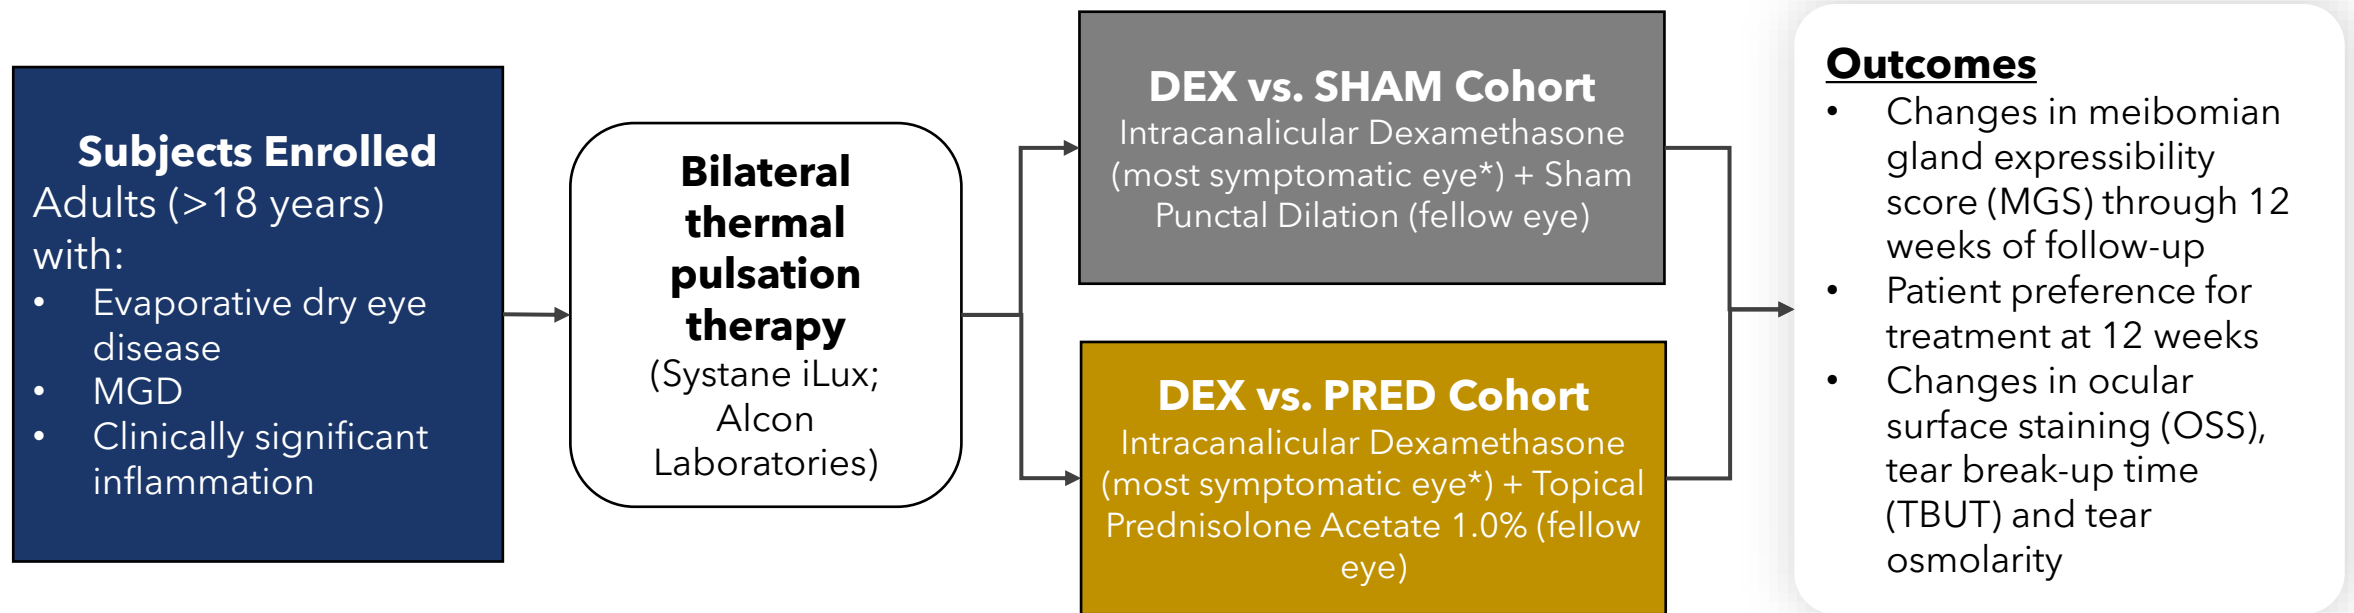 Subjects Enrolled
Adults (>18 years)
with:
• Evaporative dry eye
disease
• MGD
• Clinically significant
inflammation
Bilateral
thermal
pulsation
therapy
(Systane iLux;
Alcon
Laboratories)
DEX vs. SHAM Cohort
Intracanalicular Dexamethasone
(most symptomatic eye*) + Sham
Punctal Dilation (fellow eye)
DEX vs. PRED Cohort
Intracanalicular Dexamethasone
(most symptomatic eye*) + Topical
Prednisolone Acetate 1.0% (fellow
eye)
Outcomes
• Changes in meibomian
gland expressibility
score (MGS) through 12
weeks of follow-up
• Patient preference for
treatment at 12 weeks
• Changes in ocular
surface staining (OSS),
tear break-up time
(TBUT) and tear
osmolarity